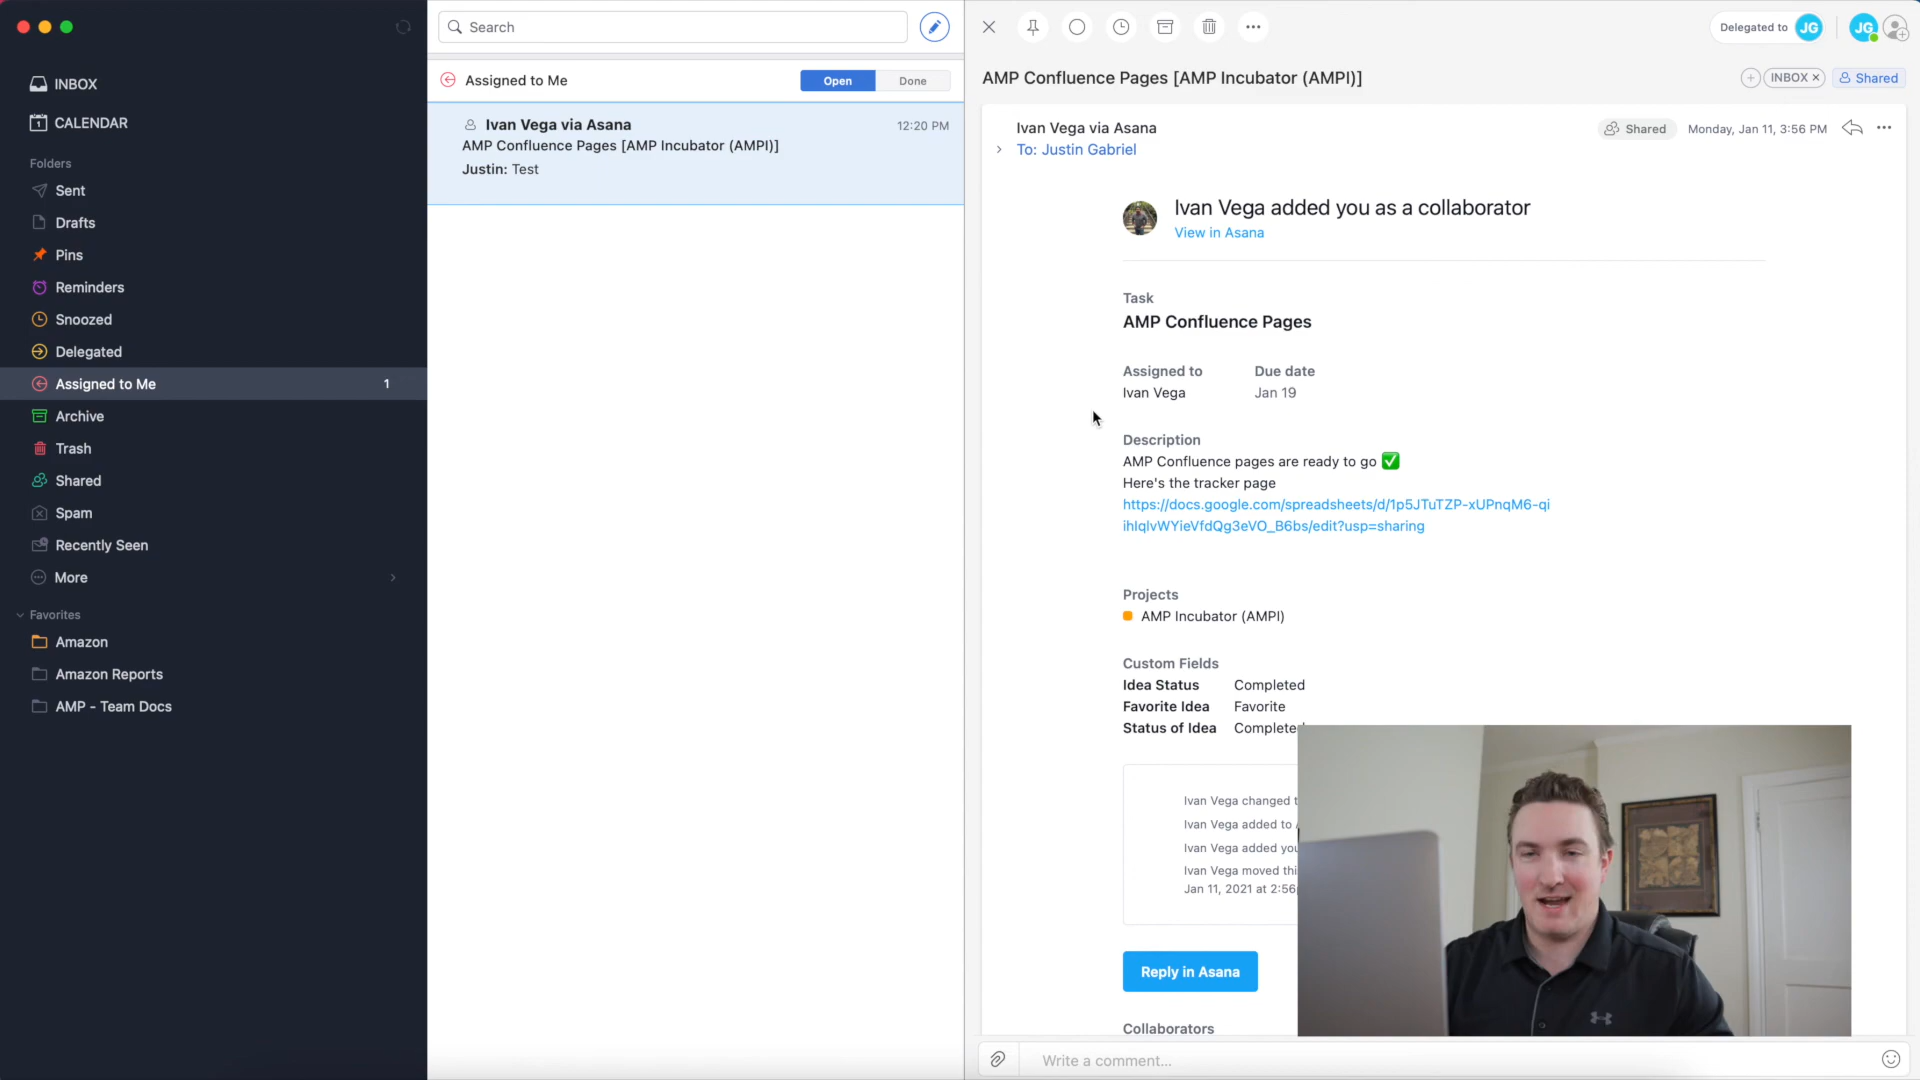 INBOX
1
CALENDAR
Folders
Sent
Drafts
Pins
Reminders
Snoozed
Delegated
Assigned to Me 1
Archive
Trash
Shared
Spam
Recently Seen
More
Favorites
Amazon
Amazon Reports
AMP - Team Docs
Search
Assigned to Me
Open
Done
Ivan Vega via Asana 12:20 PM
AMP Confluence Pages [AMP Incubator (AMPI)]
Justin: Test
Delegated to JG
JG
AMP Confluence Pages [AMP Incubator (AMPI)]
INBOX ×
Shared
Ivan Vega via Asana
Shared Monday, Jan 11, 3:56 PM
To: Justin Gabriel
Ivan Vega added you as a collaborator
View in Asana
Task
AMP Confluence Pages
Assigned to Due date
Ivan Vega Jan 19
Description
AMP Confluence pages are ready to go ✅
Here's the tracker page
https://docs.google.com/spreadsheets/d/1p5JTuTZP-xUPnqM6-qi
ihIqlvWYieVfdQg3eVO_B6bs/edit?usp=sharing
Projects
AMP Incubator (AMPI)
Custom Fields
Idea Status Completed
Favorite Idea Favorite
Status of Idea Complete
Ivan Vega changed t
Ivan Vega added to
Ivan Vega added you
Ivan Vega moved thi
Jan 11, 2021 at 2:56
Reply in Asana
Collaborators
Write a comment...